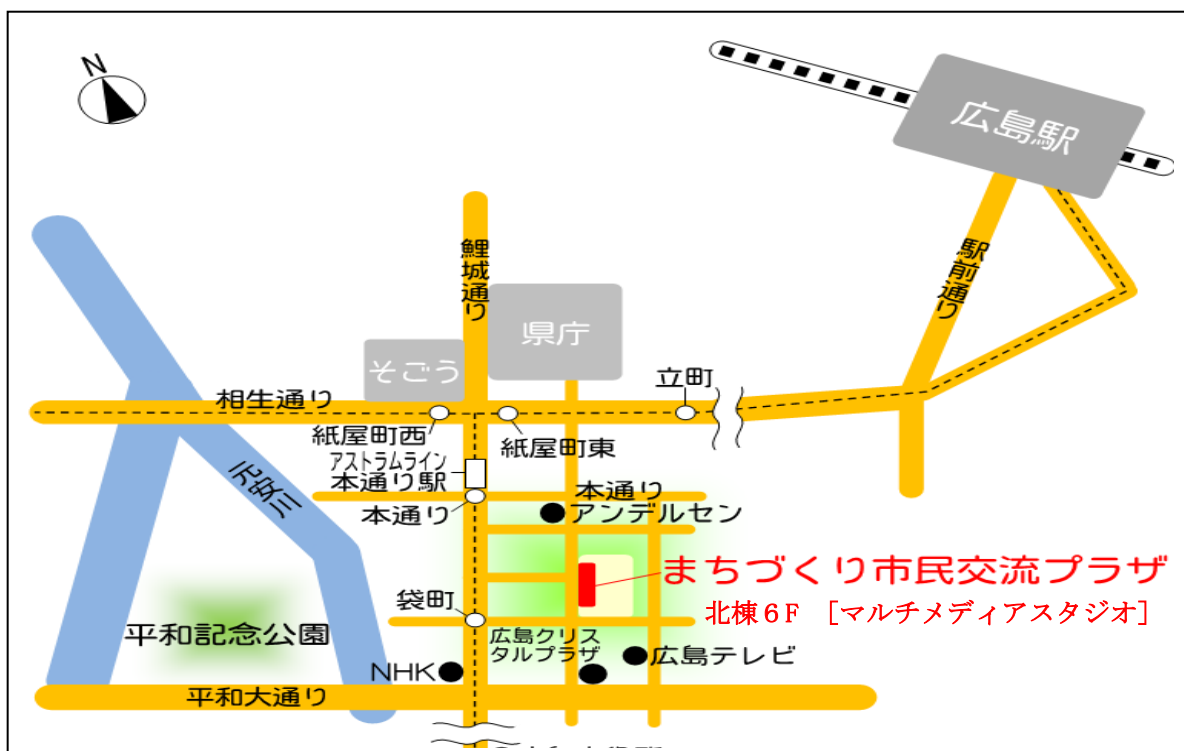 N
広島駅
鯉城通り
駅前通り
県庁
そごう
立町
相生通り
紙屋町西
紙屋町東
アストラムライン
本通り駅
本通り
本通り
元安川
アンデルセン
まちづくり市民交流プラザ
北棟６F ［マルチメディアスタジオ］
袋町
平和記念公園
広島クリス
タルプラザ
広島テレビ
NHK
平和大通り